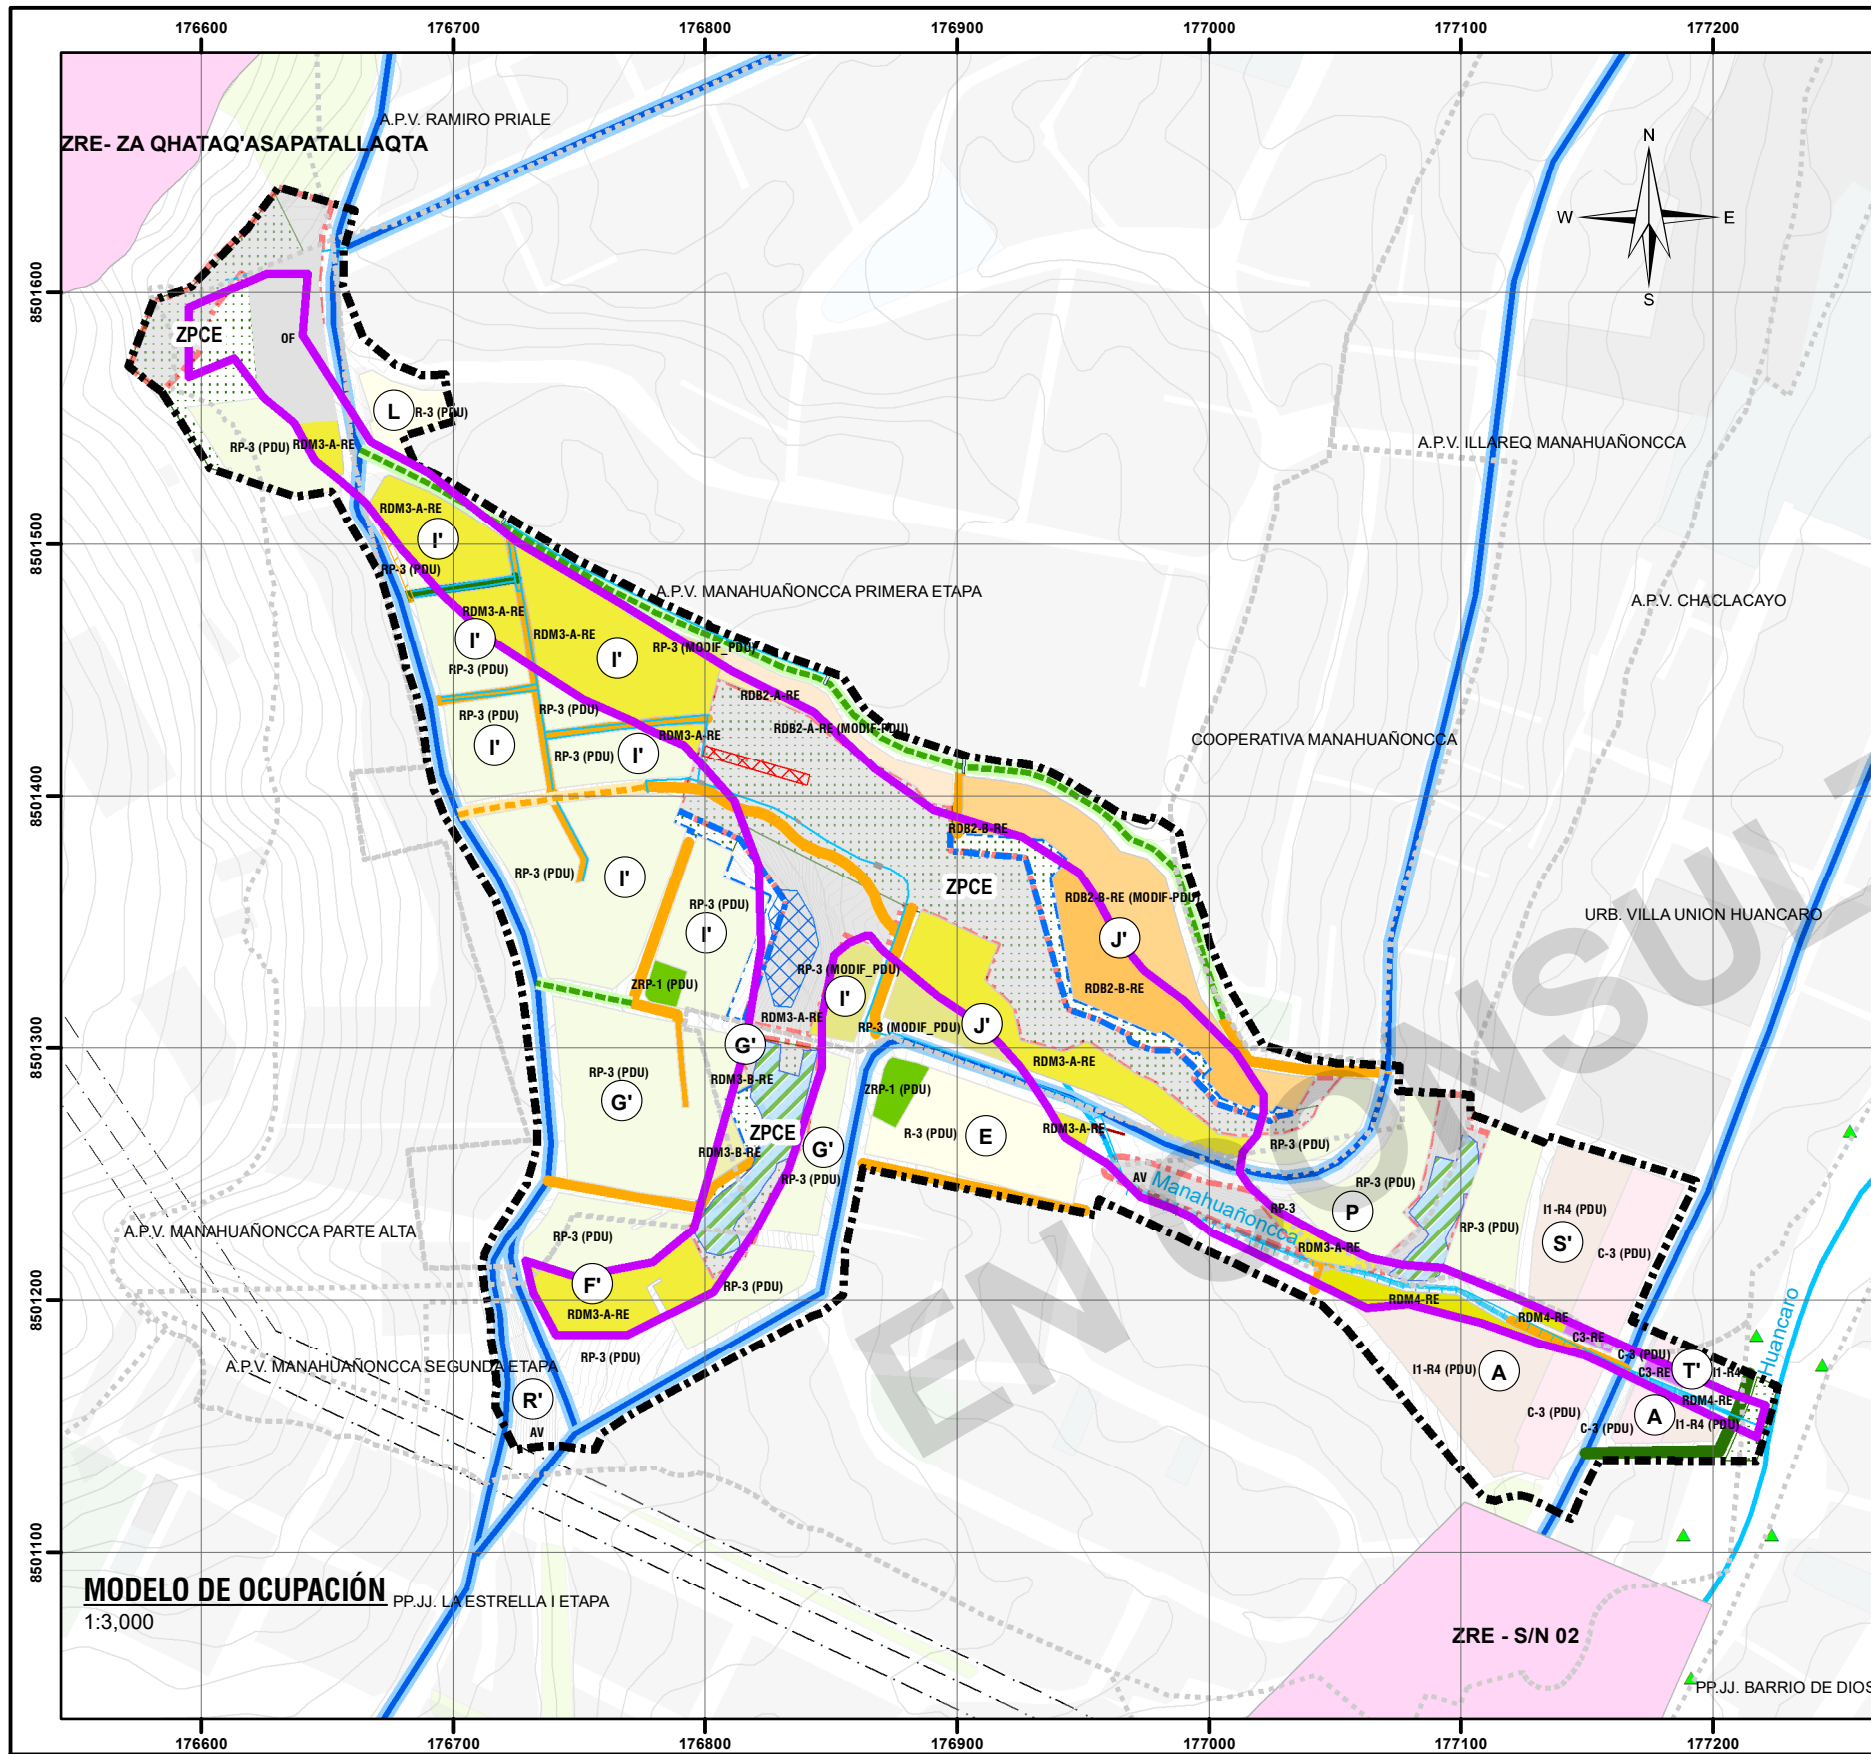 176600 176700 176800 176900 177000 177100 177200
A.P.V. RAMIRO PRIALE
ZRE- ZA QHATAQ'ASAPATALLAQTA
N
W E
S
8501600
ZPCE
OF
L
R-3 (PDU)
RP-3 (PDU)
RDM3-A-RE
A.P.V. ILLAREQ MANAHUAÑONCCA
RDM3-A-RE
I'
8501500
RP-3 (PDU)
A.P.V. MANAHUAÑONCCA PRIMERA ETAPA
A.P.V. CHACLACAYO
RDM3-A-RE
I'
RDM3-A-RE
I'
RP-3 (MODIF_PDU)
RP-3 (PDU)
RDB2-A-RE
RP-3 (PDU)
RP-3 (PDU)
RDB2-A-RE (MODIF-PDU)
I'
RDM3-A-RE
RP-3 (PDU)
I'
COOPERATIVA MANAHUAÑONCCA
8501400
RDB2-B-RE
RP-3 (PDU)
I'
ZPCE
RDB2-B-RE (MODIF-PDU)
RP-3 (PDU)
I'
URB. VILLA UNION HUANCARO
J'
RP-3 (MODIF_PDU)
ZRP-1 (PDU)
I'
RDB2-B-RE
RDM3-A-RE
RP-3 (MODIF_PDU)
J'
8501300
G'
RDM3-A-RE
RP-3 (PDU)
RDM3-B-RE
G'
ZRP-1 (PDU)
ZPCE
R-3 (PDU)
E
RDM3-A-RE
RP-3 (PDU)
G'
RDM3-B-RE
RP-3 (PDU)
AV
Manahuañoncca
RP-3 (PDU)
RP-3
P
RP-3 (PDU)
I1-R4 (PDU)
S'
C-3 (PDU)
A.P.V. MANAHUAÑONCCA PARTE ALTA
RP-3 (PDU)
RDM3-A-RE
8501200
F'
RDM3-A-RE
RP-3 (PDU)
RDM4-RE
RDM4-RE
C3-RE
Huancaro
RP-3 (PDU)
A.P.V. MANAHUAÑONCCA SEGUNDA ETAPA
C-3 (PDU)
C3-RE
T'
I1-R4
I1-R4 (PDU)
A
RDM4-RE
R'
AV
C-3 (PDU)
C-3 (PDU)
A
I1-R4 (PDU)
EN CONSUL
8501100
MODELO DE OCUPACIÓN
PP.JJ. LA ESTRELLA I ETAPA
1:3,000
ZRE - S/N 02
PP.JJ. BARRIO DE DIOS
176600 176700 176800 176900 177000 177100 177200